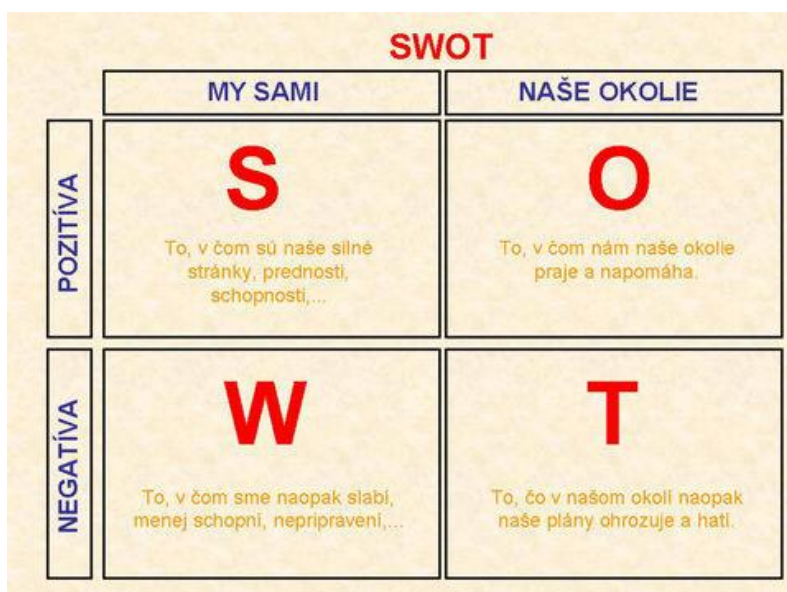 SWOT
MY SAMI
NAŠE OKOLIE
POZITÍVA
S
To, v čom sú naše silné
stránky, prednosti,
schopnosti,...
O
To, v čom nám naše okolie
praje a napomáha.
NEGATÍVA
W
To, v čom sme naopak slabí,
menej schopní, nepripravení,...
T
To, čo v našom okolí naopak
naše plány ohrozuje a hatí.